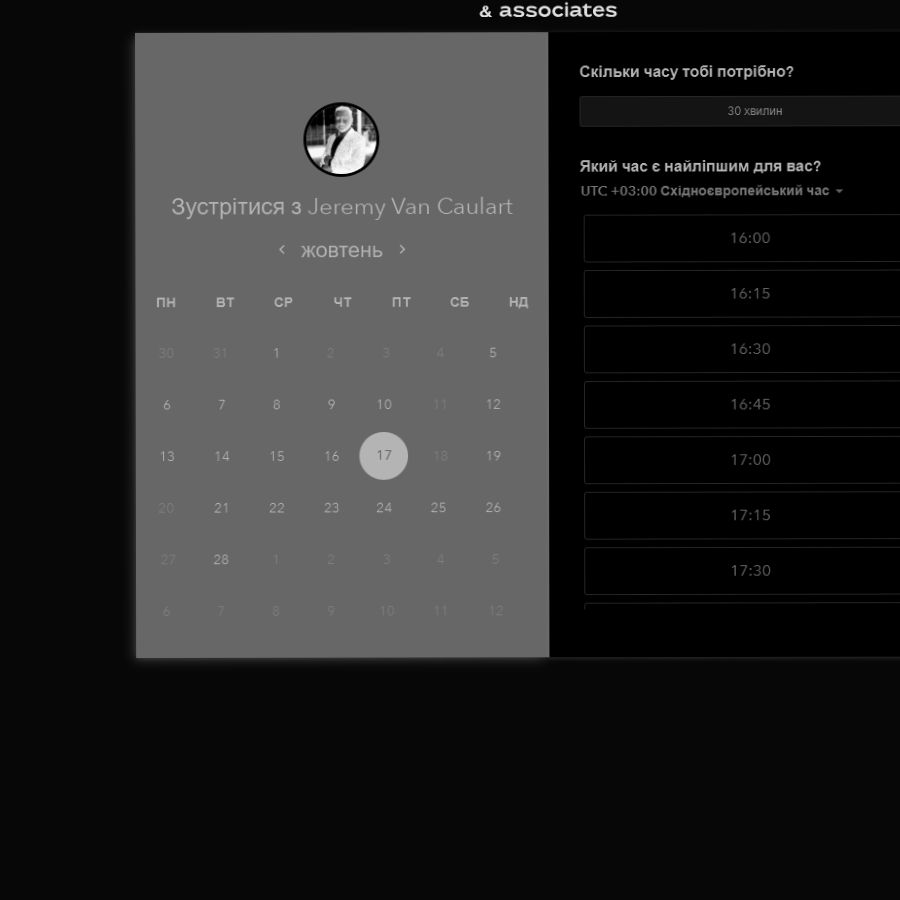 & associates
Зустрітися з Jeremy Van Caulart
жовтень
ПН ВТ СР ЧТ ПТ СБ НД
30 31 1 2 3 4 5
6 7 8 9 10 11 12
13 14 15 16 17 18 19
20 21 22 23 24 25 26
27 28 1 2 3 4 5
6 7 8 9 10 11 12
Скільки часу тобі потрібно?
30 хвилин
Який час є найліпшим для вас?
UTC +03:00 Східноєвропейський час
16:00
16:15
16:30
16:45
17:00
17:15
17:30